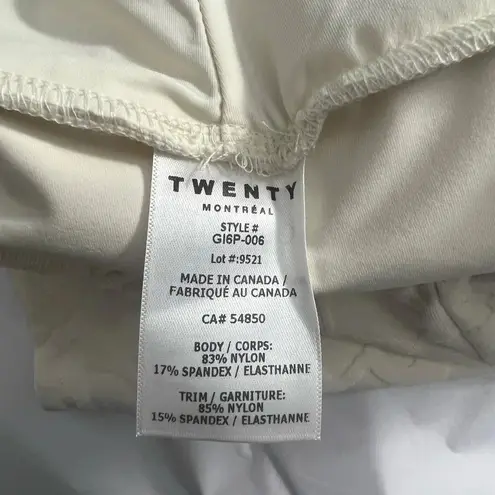 TWENTY
MONTRÉAL
STYLE #
GI6P-006
Lot #:9521
MADE IN CANADA /
FABRIQUÉ AU CANADA
CA# 54850
BODY / CORPS:
83% NYLON
17% SPANDEX / ELASTHANNE
TRIM / GARNITURE:
85% NYLON
15% SPANDEX / ELASTHANNE